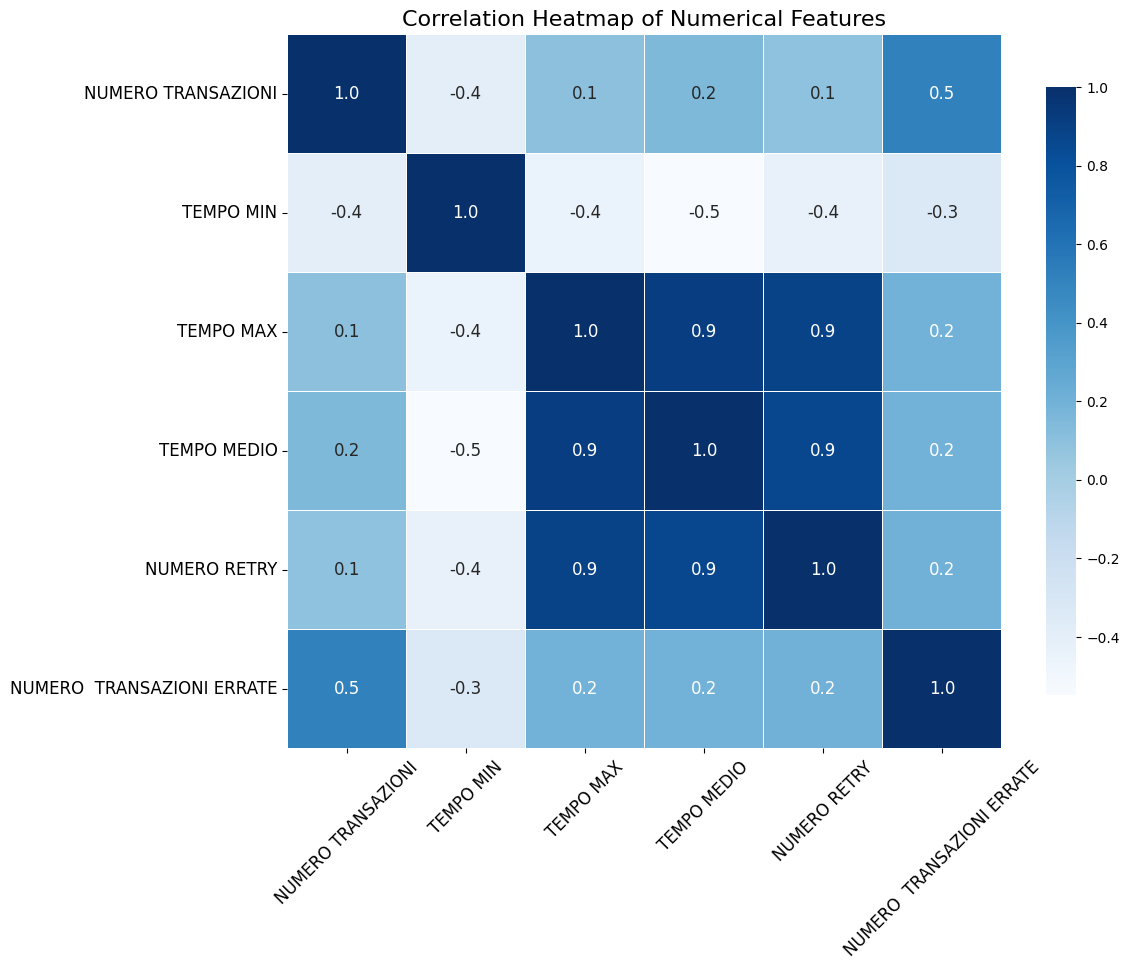 Correlation Heatmap of Numerical Features
NUMERO TRANSAZIONI 1.0 -0.4 0.1 0.2 0.1 0.5
TEMPO MIN -0.4 1.0 -0.4 -0.5 -0.4 -0.3
TEMPO MAX 0.1 -0.4 1.0 0.9 0.9 0.2
TEMPO MEDIO 0.2 -0.5 0.9 1.0 0.9 0.2
NUMERO RETRY 0.1 -0.4 0.9 0.9 1.0 0.2
NUMERO  TRANSAZIONI ERRATE 0.5 -0.3 0.2 0.2 0.2 1.0
NUMERO TRANSAZIONI
TEMPO MIN
TEMPO MAX
TEMPO MEDIO
NUMERO RETRY
NUMERO  TRANSAZIONI ERRATE
1.0
0.8
0.6
0.4
0.2
0.0
−0.2
−0.4